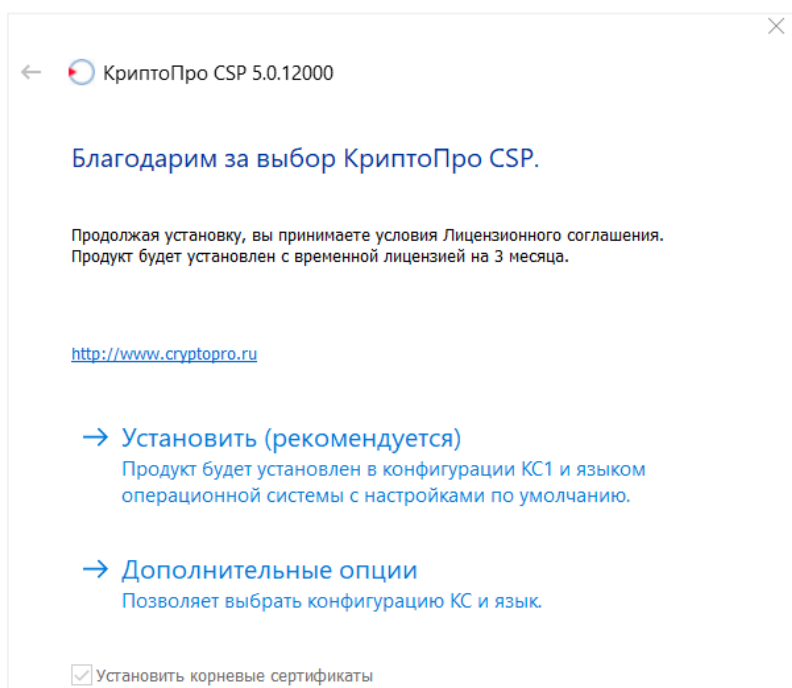 КриптоПро CSP 5.0.12000
Благодарим за выбор КриптоПро CSP.
Продолжая установку, вы принимаете условия Лицензионного соглашения.
Продукт будет установлен с временной лицензией на 3 месяца.
http://www.cryptopro.ru
Установить (рекомендуется)
Продукт будет установлен в конфигурации КС1 и языком
операционной системы с настройками по умолчанию.
Дополнительные опции
Позволяет выбрать конфигурацию КС и язык.
Установить корневые сертификаты